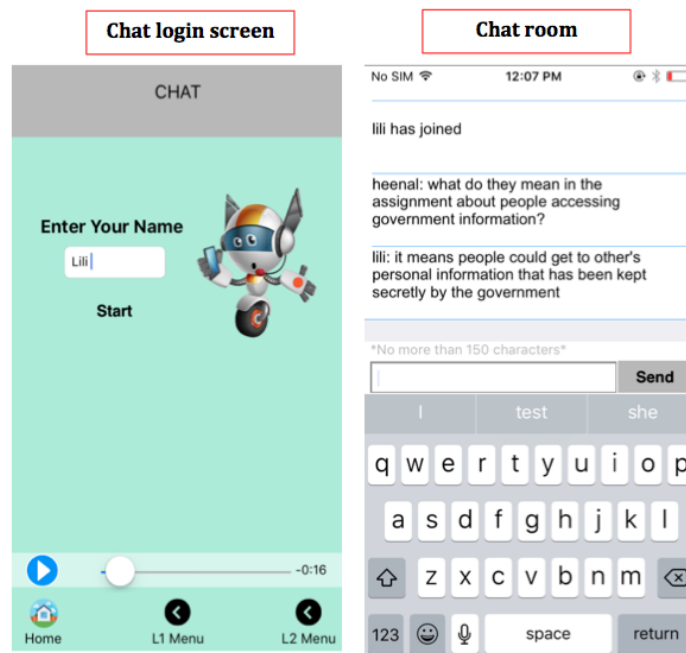 Chat login screen
Chat room
CHAT
Enter Your Name
Lili
Start
-0:16
Home
L1 Menu
L2 Menu
No SIM
12:07 PM
lili has joined
heenal: what do they mean in the
assignment about people accessing
government information?
lili: it means people could get to other's
personal information that has been kept
secretly by the government
*No more than 150 characters*
Send
I test she
q w e r t y u i o p
a s d f g h j k l
z x c v b n m
123 space return